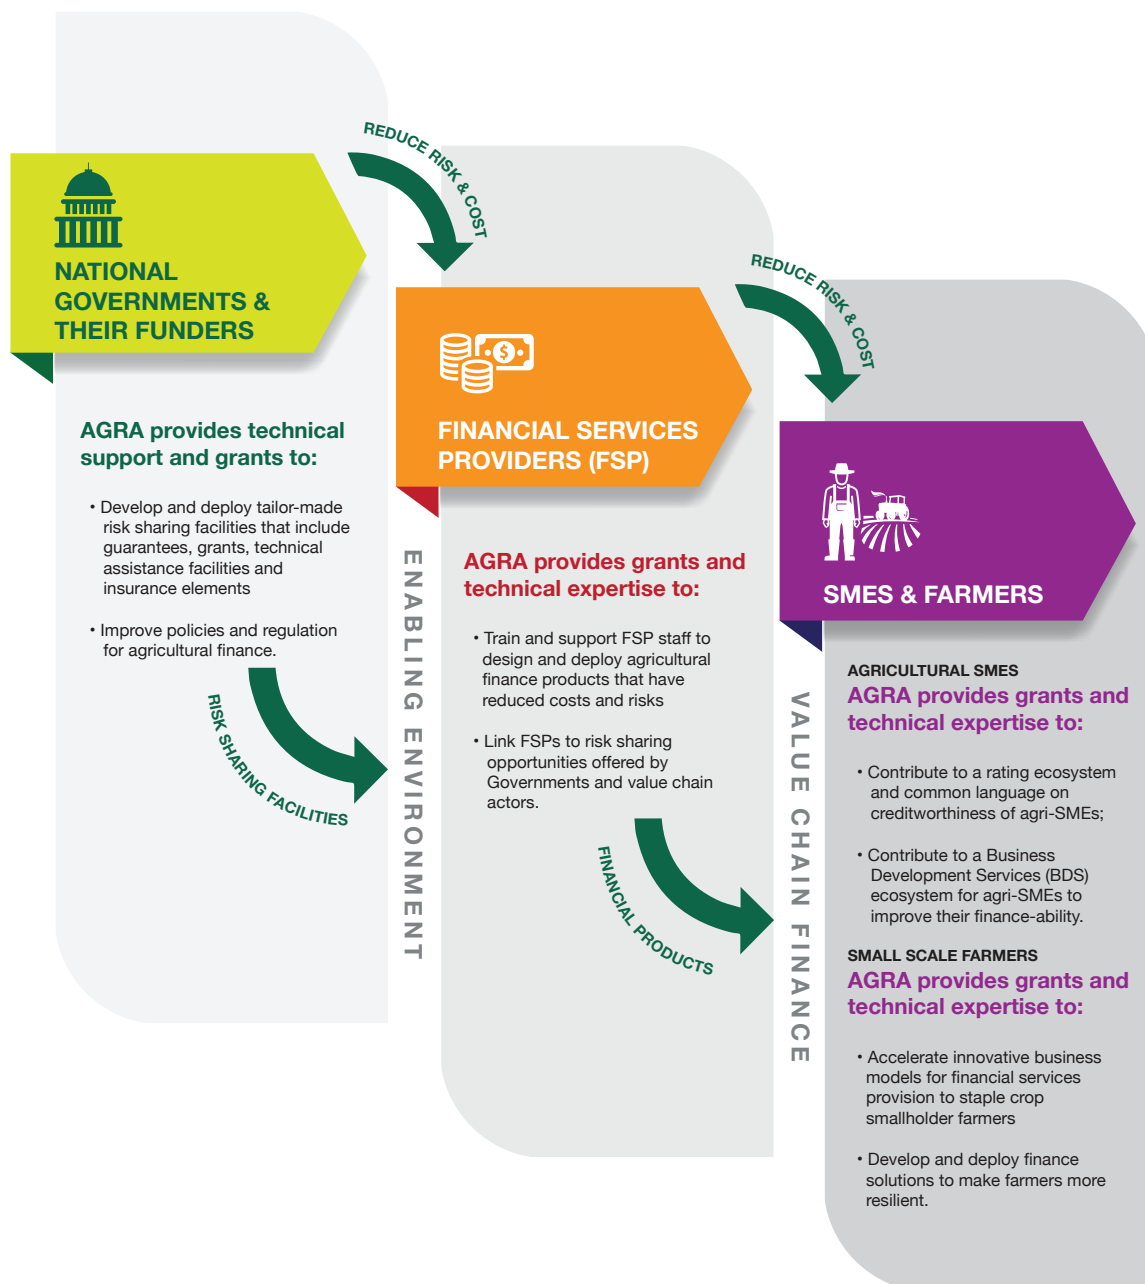 REDUCE RISK & COST
NATIONAL
GOVERNMENTS &
THEIR FUNDERS
AGRA provides technical
support and grants to:
• Develop and deploy tailor-made
risk sharing facilities that include
guarantees, grants, technical
assistance facilities and
insurance elements
• Improve policies and regulation
for agricultural finance.
RISK SHARING FACILITIES
ENABLING ENVIRONMENT
REDUCE RISK & COST
$
FINANCIAL SERVICES
PROVIDERS (FSP)
AGRA provides grants and
technical expertise to:
• Train and support FSP staff to
design and deploy agricultural
finance products that have
reduced costs and risks
• Link FSPs to risk sharing
opportunities offered by
Governments and value chain
actors.
FINANCIAL PRODUCTS
VALUE CHAIN FINANCE
SMES & FARMERS
AGRICULTURAL SMES
AGRA provides grants and
technical expertise to:
• Contribute to a rating ecosystem
and common language on
creditworthiness of agri-SMEs;
• Contribute to a Business
Development Services (BDS)
ecosystem for agri-SMEs to
improve their finance-ability.
SMALL SCALE FARMERS
AGRA provides grants and
technical expertise to:
• Accelerate innovative business
models for financial services
provision to staple crop
smallholder farmers
• Develop and deploy finance
solutions to make farmers more
resilient.